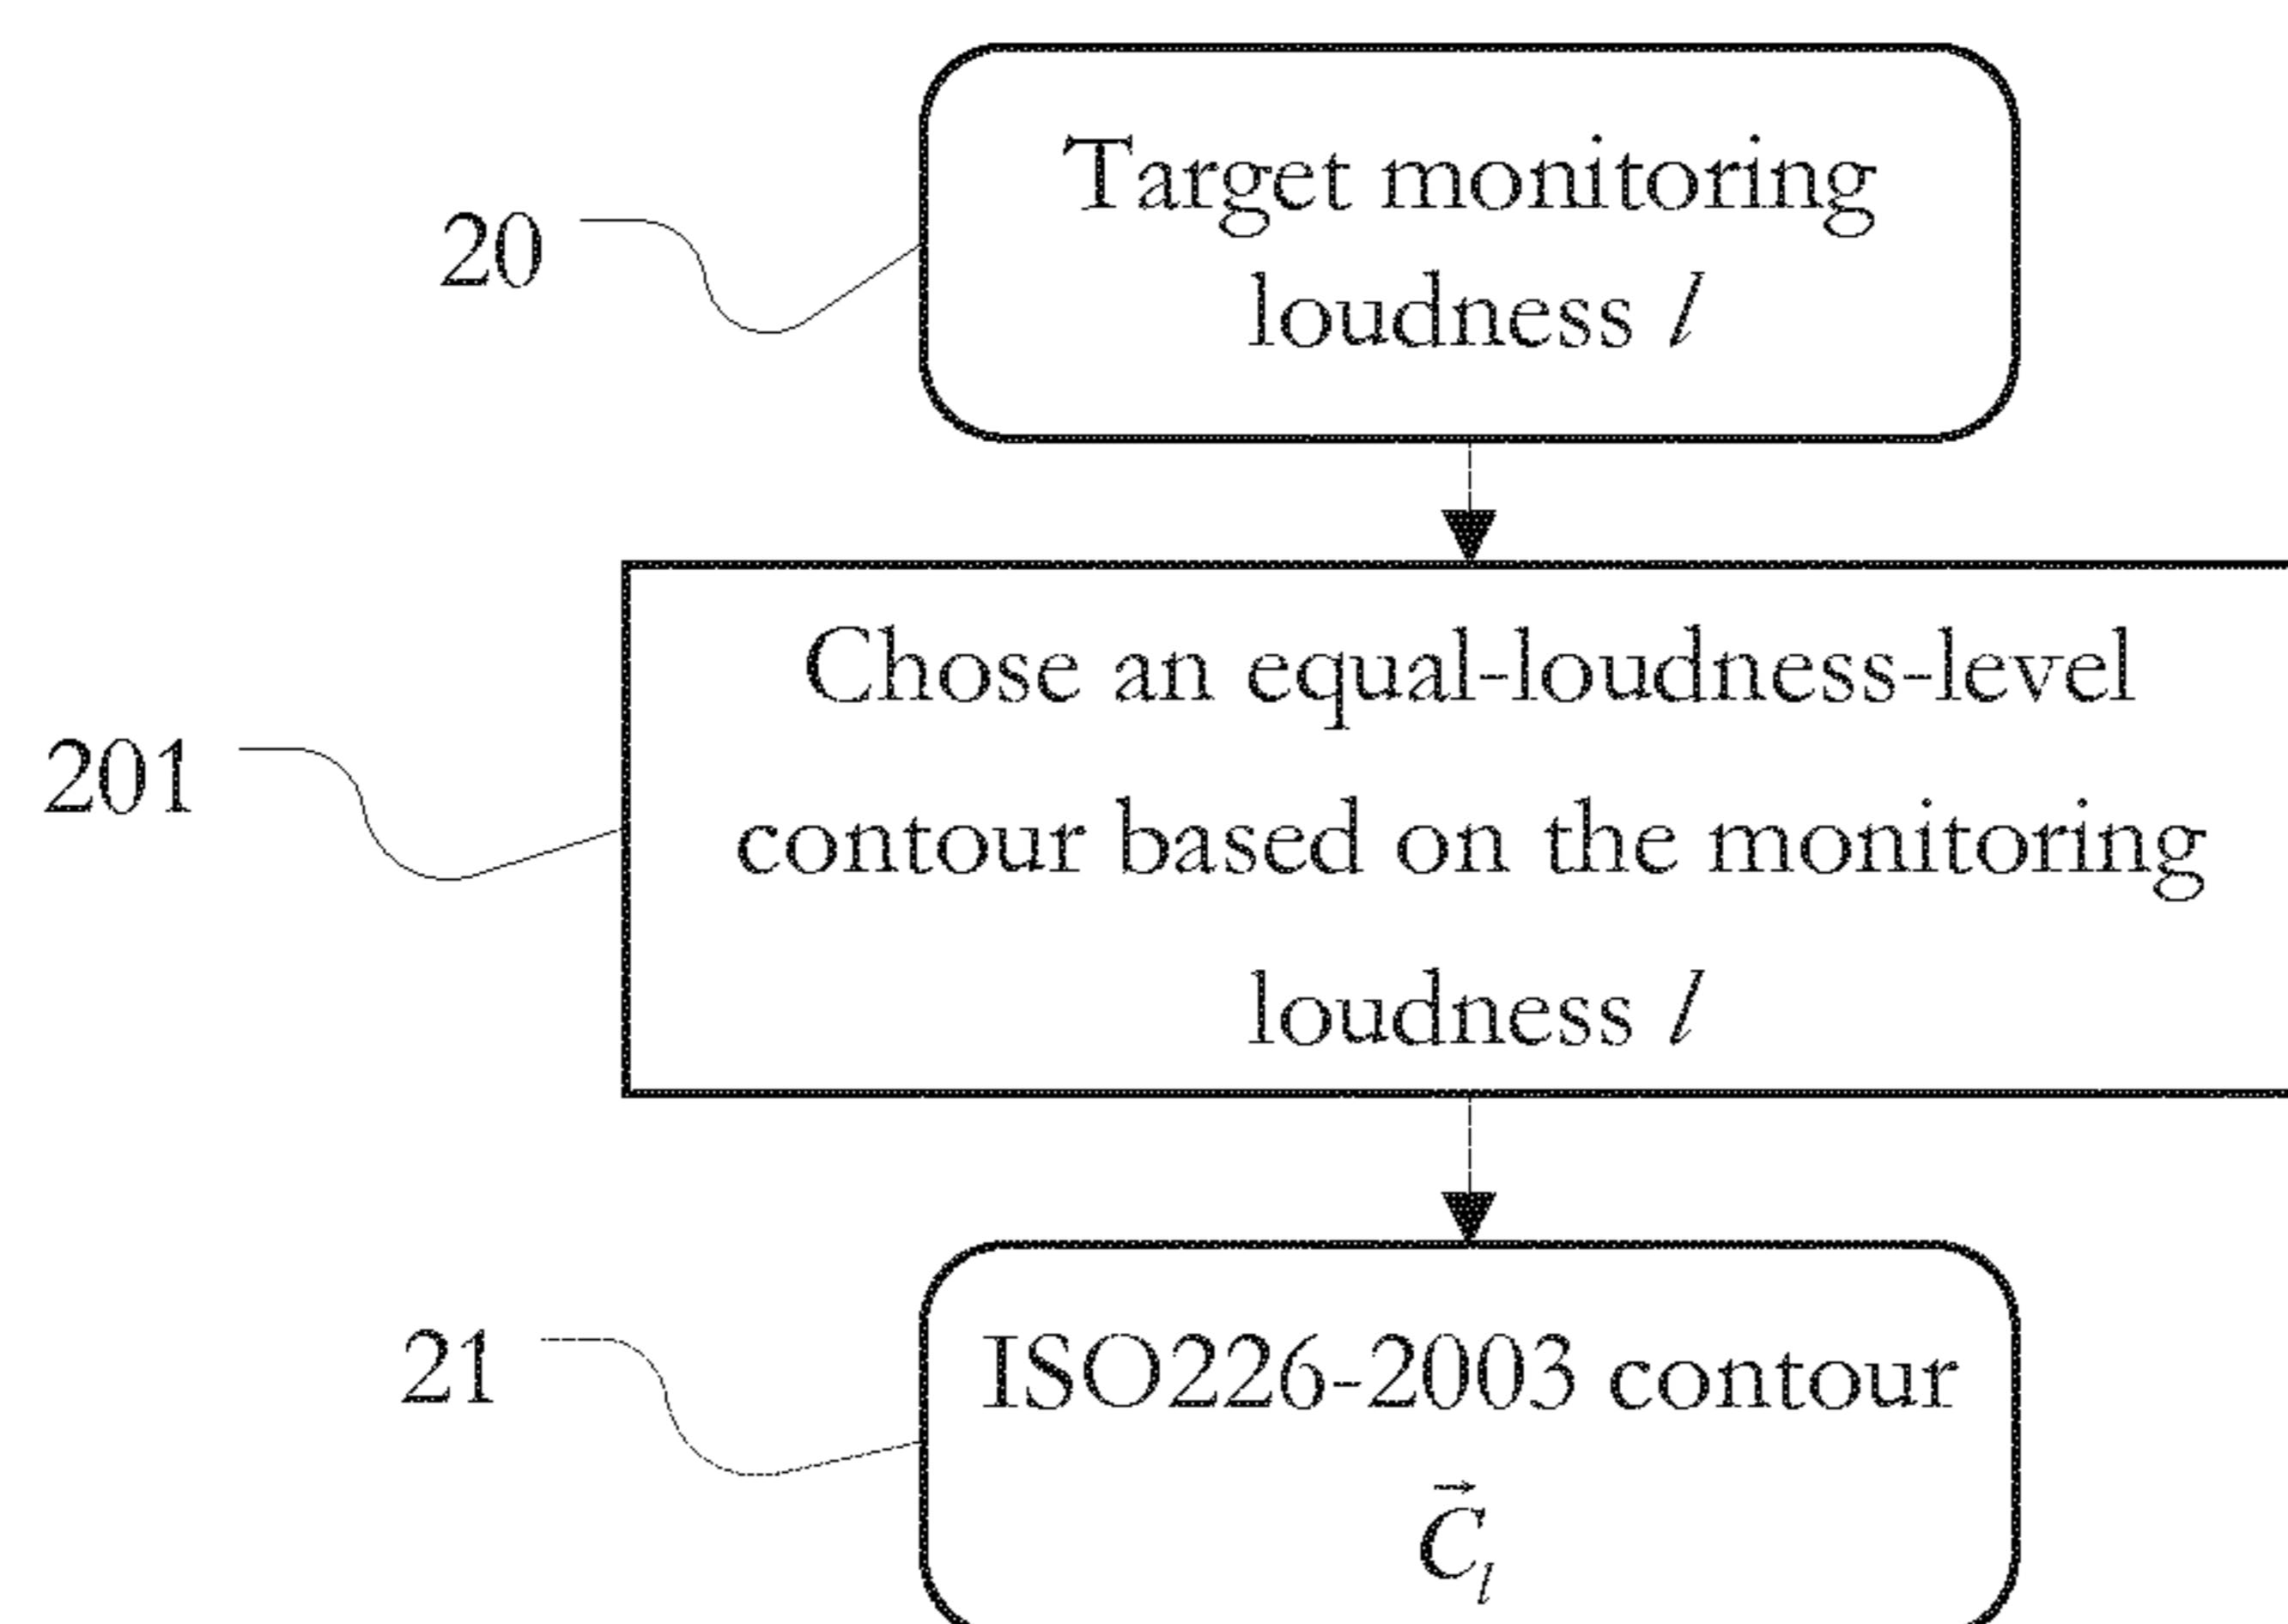 20
Target monitoring
loudness l
201
Chose an equal-loudness-level
contour based on the monitoring
loudness l
21
ISO226-2003 contour
C⃗l